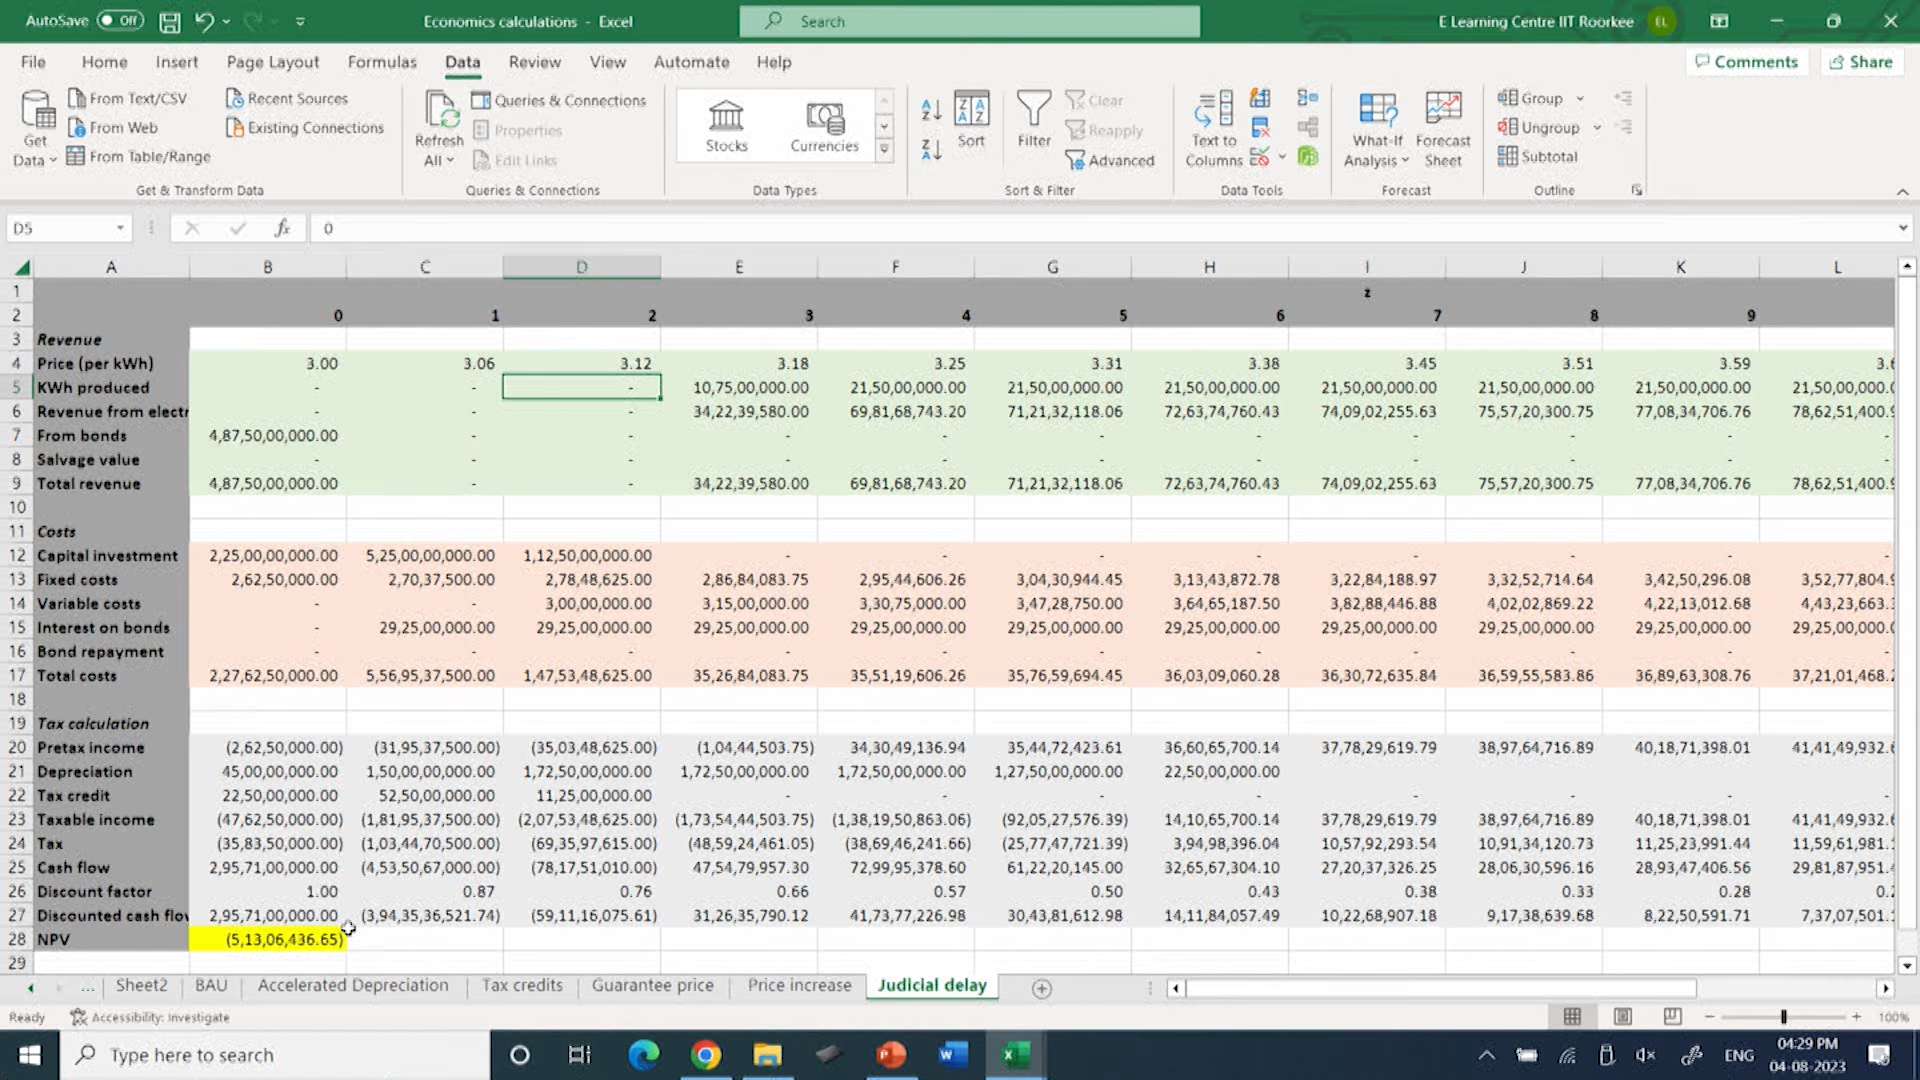 AutoSave Off Economics calculations - Excel Search E Learning Centre IIT Roorkee EL
File Home Insert Page Layout Formulas Data Review View Automate Help Comments Share
Get Data From Text/CSV From Web From Table/Range Recent Sources Existing Connections
Get & Transform Data
Refresh All Queries & Connections Properties Edit Links
Queries & Connections
Stocks Currencies
Data Types
Sort Filter Clear Reapply Advanced
Sort & Filter
Text to Columns
Data Tools
What-If Analysis Forecast Sheet
Forecast
Group Ungroup Subtotal
Outline
D5 fx 0
A B C D E F G H I J K L
1 z
2 0 1 2 3 4 5 6 7 8 9
3 Revenue
4 Price (per kWh) 3.00 3.06 3.12 3.18 3.25 3.31 3.38 3.45 3.51 3.59
5 KWh produced - - - 10,75,00,000.00 21,50,00,000.00 21,50,00,000.00 21,50,00,000.00 21,50,00,000.00 21,50,00,000.00 21,50,00,000.00
6 Revenue from electr - - - 34,22,39,580.00 69,81,68,743.20 71,21,32,118.06 72,63,74,760.43 74,09,02,255.63 75,57,20,300.75 77,08,34,706.76 78,62,51,400.9
7 From bonds 4,87,50,00,000.00 - - - - - - - - - -
8 Salvage value - - - - - - - - - - -
9 Total revenue 4,87,50,00,000.00 - - 34,22,39,580.00 69,81,68,743.20 71,21,32,118.06 72,63,74,760.43 74,09,02,255.63 75,57,20,300.75 77,08,34,706.76 78,62,51,400.9
10
11 Costs
12 Capital investment 2,25,00,00,000.00 5,25,00,00,000.00 1,12,50,00,000.00 - - - - - - - -
13 Fixed costs 2,62,50,000.00 2,70,37,500.00 2,78,48,625.00 2,86,84,083.75 2,95,44,606.26 3,04,30,944.45 3,13,43,872.78 3,22,84,188.97 3,32,52,714.64 3,42,50,296.08 3,52,77,804.9
14 Variable costs - - 3,00,00,000.00 3,15,00,000.00 3,30,75,000.00 3,47,28,750.00 3,64,65,187.50 3,82,88,446.88 4,02,02,869.22 4,22,13,012.68
15 Interest on bonds - 29,25,00,000.00 29,25,00,000.00 29,25,00,000.00 29,25,00,000.00 29,25,00,000.00 29,25,00,000.00 29,25,00,000.00 29,25,00,000.00 29,25,00,000.00
16 Bond repayment - - - - - - - - - - -
17 Total costs 2,27,62,50,000.00 5,56,95,37,500.00 1,47,53,48,625.00 35,26,84,083.75 35,51,19,606.26 35,76,59,694.45 36,03,09,060.28 36,30,72,635.84 36,59,55,583.86 36,89,63,308.76
18
19 Tax calculation
20 Pretax income (2,62,50,000.00) (31,95,37,500.00) (35,03,48,625.00) (1,04,44,503.75) 34,30,49,136.94 35,44,72,423.61 36,60,65,700.14 37,78,29,619.79 38,97,64,716.89 40,18,71,398.01
21 Depreciation 45,00,00,000.00 1,50,00,00,000.00 1,72,50,00,000.00 1,72,50,00,000.00 1,72,50,00,000.00 1,27,50,00,000.00 22,50,00,000.00
22 Tax credit 22,50,00,000.00 52,50,00,000.00 11,25,00,000.00 - - - - - - - -
23 Taxable income (47,62,50,000.00) (1,81,95,37,500.00) (2,07,53,48,625.00) (1,73,54,44,503.75) (1,38,19,50,863.06) (92,05,27,576.39) 14,10,65,700.14 37,78,29,619.79 38,97,64,716.89 40,18,71,398.01
24 Tax (35,83,50,000.00) (1,03,44,70,500.00) (69,35,97,615.00) (48,59,24,461.05) (38,69,46,241.66) (25,77,47,721.39) 3,94,98,396.04 10,57,92,293.54 10,91,34,120.73 11,25,23,991.44
25 Cash flow 2,95,71,00,000.00 (4,53,50,67,000.00) (78,17,51,010.00) 47,54,79,957.30 72,99,95,378.60 61,22,20,145.00 32,65,67,304.10 27,20,37,326.25 28,06,30,596.16 28,93,47,406.56
26 Discount factor 1.00 0.87 0.76 0.66 0.57 0.50 0.43 0.38 0.33 0.28
27 Discounted cash flov 2,95,71,00,000.00 (3,94,35,36,521.74) (59,11,16,075.61) 31,26,35,790.12 41,73,77,226.98 30,43,81,612.98 14,11,84,057.49 10,22,68,907.18 9,17,38,639.68 8,22,50,591.71
28 NPV (5,13,06,436.65)
29
... Sheet2 BAU Accelerated Depreciation Tax credits Guarantee price Price increase Judicial delay
Ready Accessibility: Investigate 100%
Type here to search ENG 04:29 PM
04-08-2023